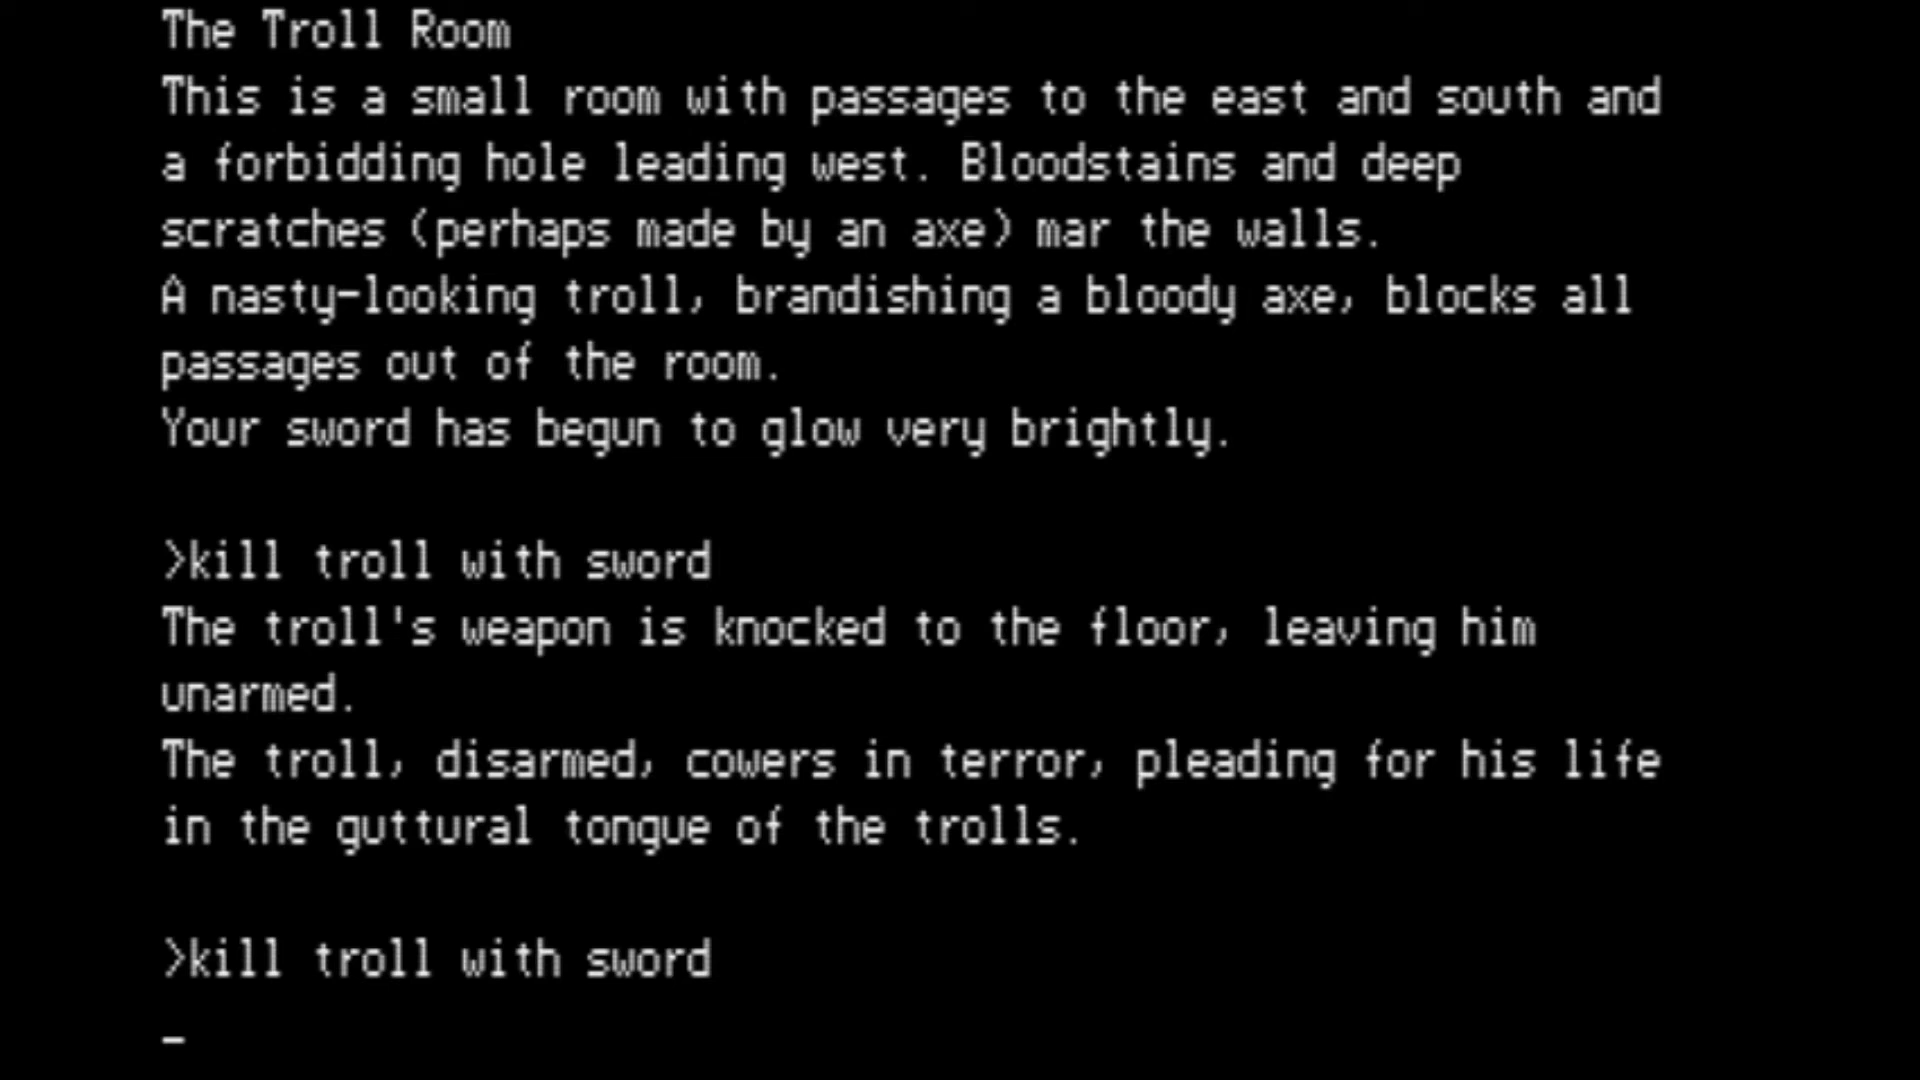 The Troll Room
This is a small room with passages to the east and south and
a forbidding hole leading west. Bloodstains and deep
scratches (perhaps made by an axe) mar the walls.
A nasty-looking troll, brandishing a bloody axe, blocks all
passages out of the room.
Your sword has begun to glow very brightly.
>kill troll with sword
The troll's weapon is knocked to the floor, leaving him
unarmed.
The troll, disarmed, cowers in terror, pleading for his life
in the guttural tongue of the trolls.
>kill troll with sword
_